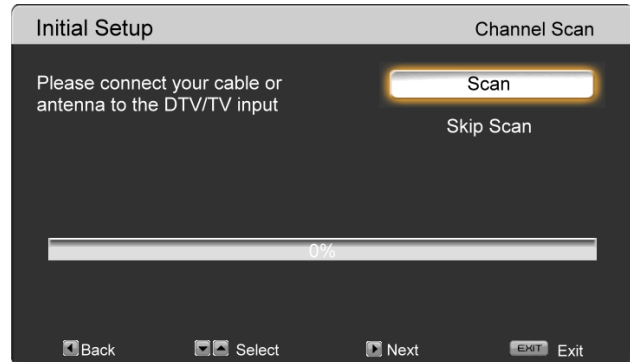 Initial Setup
Channel Scan
Please connect your cable or
antenna to the DTV/TV input
Scan
Skip Scan
0%
Back Select Next EXIT Exit